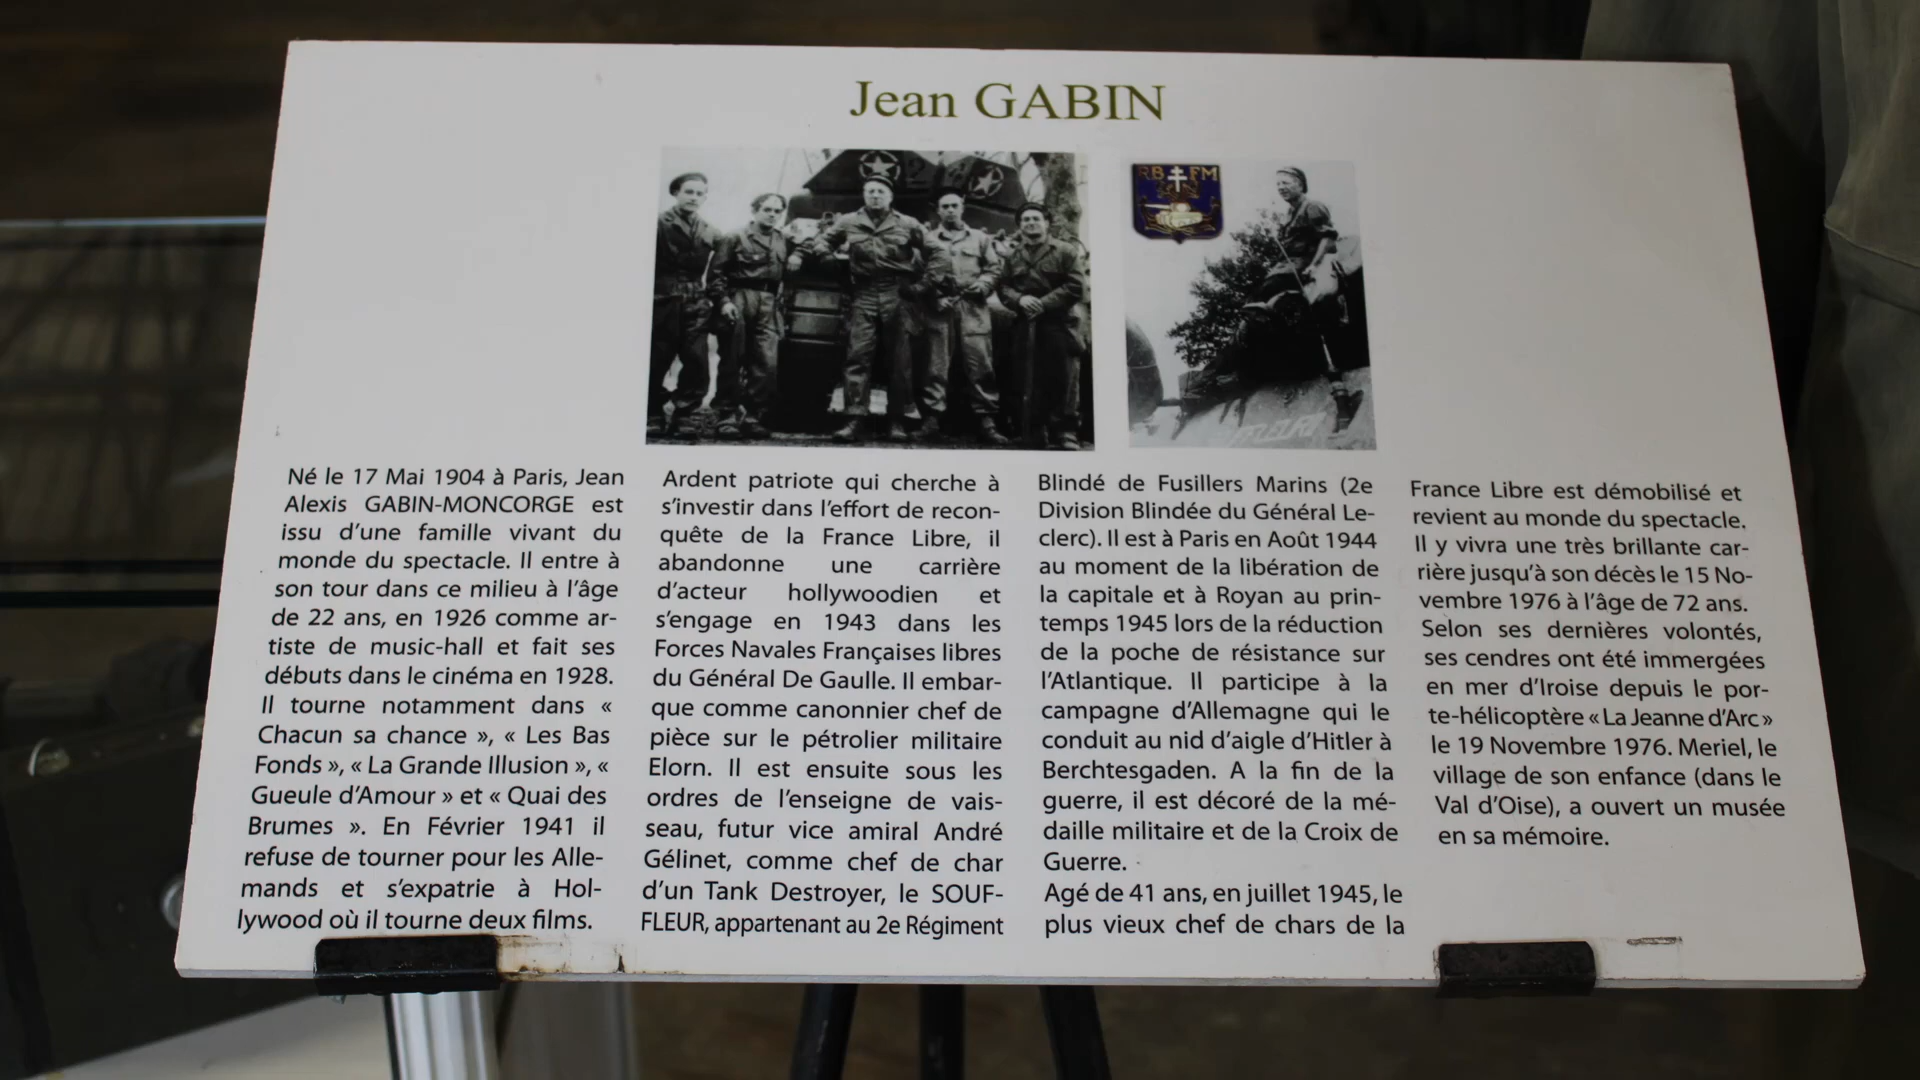 Jean GABIN
RB FM
Né le 17 Mai 1904 à Paris, Jean
Alexis GABIN-MONCORGE est
issu d'une famille vivant du
monde du spectacle. Il entre à
son tour dans ce milieu à l'âge
de 22 ans, en 1926 comme ar-
tiste de music-hall et fait ses
débuts dans le cinéma en 1928.
Il tourne notamment dans «
Chacun sa chance », « Les Bas
Fonds », « La Grande Illusion », «
Gueule d'Amour » et « Quai des
Brumes ». En Février 1941 il
refuse de tourner pour les Alle-
mands et s'expatrie à Hol-
lywood où il tourne deux films.
Ardent patriote qui cherche à
s'investir dans l'effort de recon-
quête de la France Libre, il
abandonne une carrière
d'acteur hollywoodien et
s'engage en 1943 dans les
Forces Navales Françaises libres
du Général De Gaulle. Il embar-
que comme canonnier chef de
pièce sur le pétrolier militaire
Elorn. Il est ensuite sous les
ordres de l'enseigne de vais-
seau, futur vice amiral André
Gélinet, comme chef de char
d'un Tank Destroyer, le SOUF-
FLEUR, appartenant au 2e Régiment
Blindé de Fusillers Marins (2e
Division Blindée du Général Le-
clerc). Il est à Paris en Août 1944
au moment de la libération de
la capitale et à Royan au prin-
temps 1945 lors de la réduction
de la poche de résistance sur
l'Atlantique. Il participe à la
campagne d'Allemagne qui le
conduit au nid d'aigle d'Hitler à
Berchtesgaden. A la fin de la
guerre, il est décoré de la mé-
daille militaire et de la Croix de
Guerre.
Agé de 41 ans, en juillet 1945, le
plus vieux chef de chars de la
France Libre est démobilisé et
revient au monde du spectacle.
Il y vivra une très brillante car-
rière jusqu'à son décès le 15 No-
vembre 1976 à l'âge de 72 ans.
Selon ses dernières volontés,
ses cendres ont été immergées
en mer d'Iroise depuis le por-
te-hélicoptère « La Jeanne d'Arc »
le 19 Novembre 1976. Meriel, le
village de son enfance (dans le
Val d'Oise), a ouvert un musée
en sa mémoire.